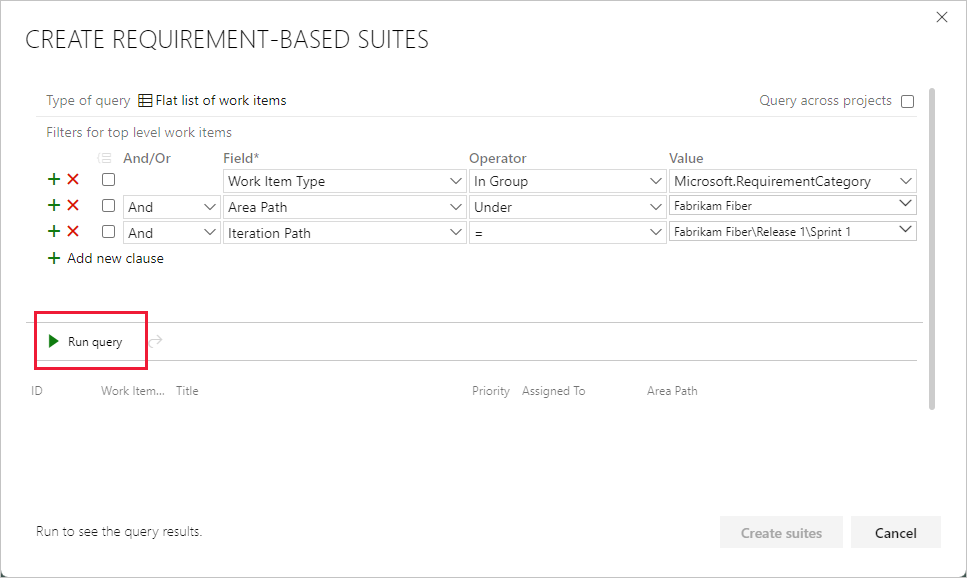 CREATE REQUIREMENT-BASED SUITES
Type of query Flat list of work items Query across projects
Filters for top level work items
And/Or Field* Operator Value
Work Item Type In Group Microsoft.RequirementCategory
And Area Path Under Fabrikam Fiber
And Iteration Path = Fabrikam Fiber\Release 1\Sprint 1
Add new clause
Run query
ID Work Item... Title Priority Assigned To Area Path
Run to see the query results. Create suites Cancel